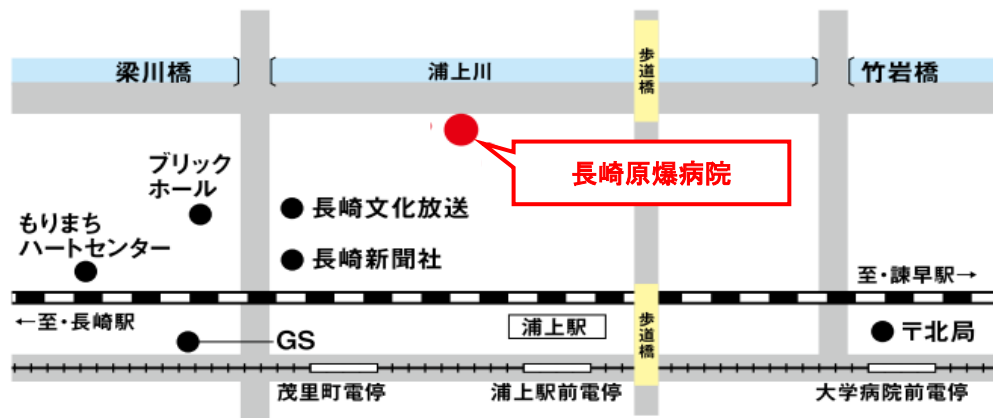 梁川橋
浦上川
歩道橋
竹岩橋
長崎原爆病院
ブリック
ホール
長崎文化放送
もりまち
ハートセンター
長崎新聞社
至・諫早駅→
←至・長崎駅
GS
浦上駅
歩道橋
〒北局
茂里町電停
浦上駅前電停
大学病院前電停